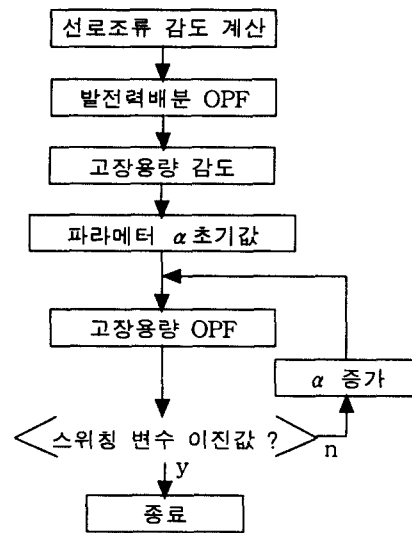 선로조류 감도 계산
발전력배분 OPF
고장용량 감도
파라메터 α초기값
고장용량 OPF
α 증가
스위칭 변수 이진값 ?
n
y
종료